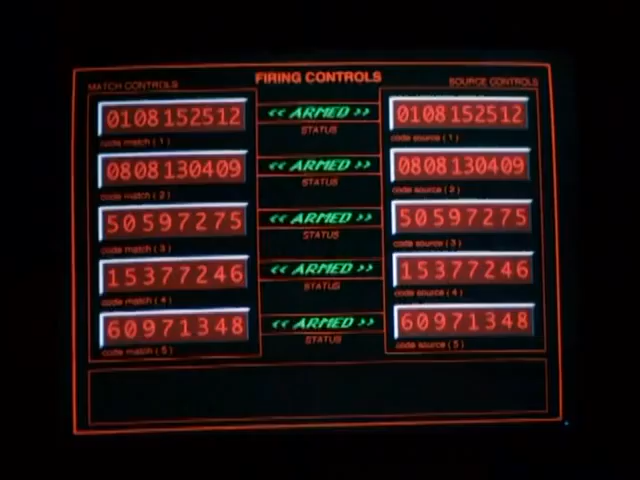 FIRING CONTROLS
MATCH CONTROLS
SOURCE CONTROLS
0108152512 << ARMED >> 0108152512
code match ( 1 ) STATUS code source ( 1 )
0808130409 << ARMED >> 0808130409
code match ( 2 ) STATUS code source ( 2 )
50597275 << ARMED >> 50597275
code match ( 3 ) STATUS code source ( 3 )
15377246 << ARMED >> 15377246
code match ( 4 ) STATUS code source ( 4 )
60971348 << ARMED >> 60971348
code match ( 5 ) STATUS code source ( 5 )